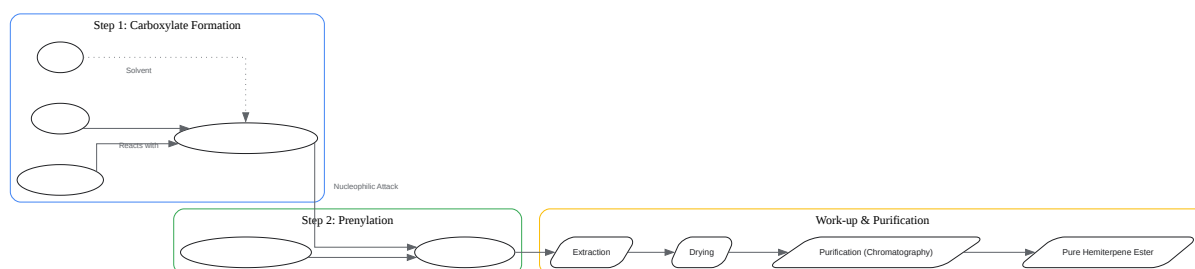 Step 1: Carboxylate Formation
Solvent
Reacts with
Nucleophilic Attack
Step 2: Prenylation
Work-up & Purification
Extraction
Drying
Purification (Chromatography)
Pure Hemiterpene Ester